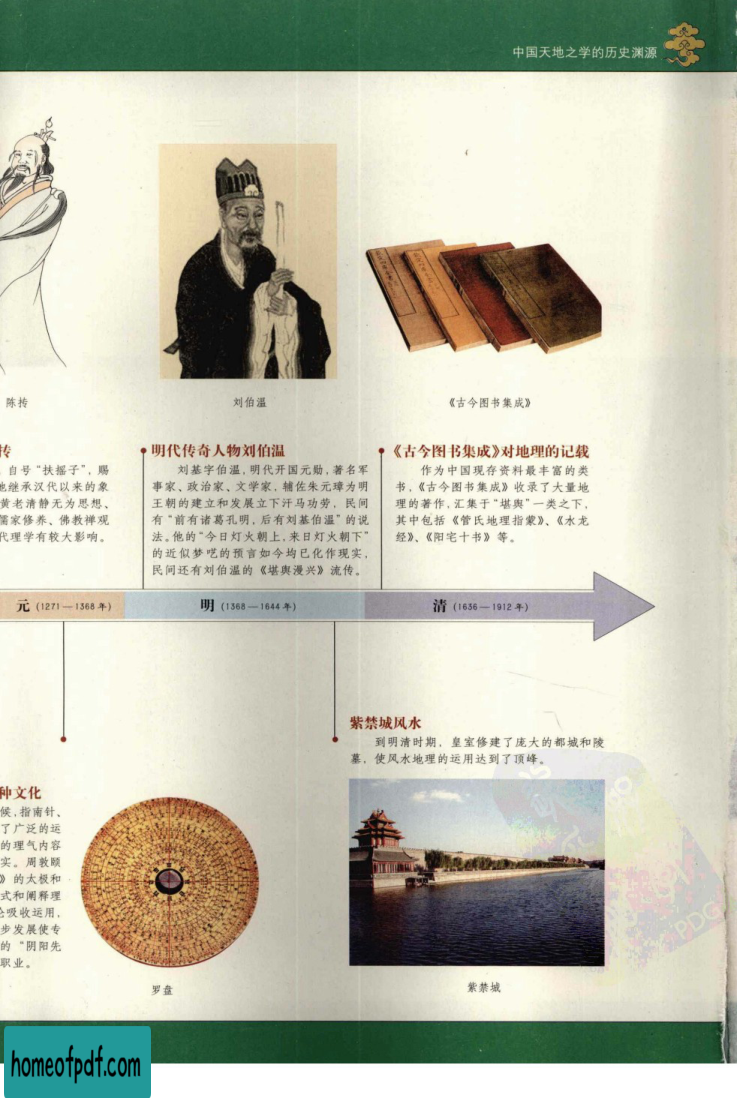 中国天地之学的历史渊源
陈抟
刘伯温
《古今图书集成》
抟
自号“扶摇子”，赐
他继承汉代以来的象
黄老清静无为思想、
儒家修养、佛教禅观
代理学有较大影响。
明代传奇人物刘伯温
刘基字伯温，明代开国元勋，著名军
事家、政治家、文学家，辅佐朱元璋为明
王朝的建立和发展立下汗马功劳，民间
有“前有诸葛孔明，后有刘基伯温”的说
法。他的“今日灯火朝上，来日灯火朝下”
的近似梦呓的预言如今均已化作现实，
民间还有刘伯温的《堪舆漫兴》流传。
《古今图书集成》对地理的记载
作为中国现存资料最丰富的类
书，《古今图书集成》收录了大量地
理的著作，汇集于“堪舆”一类之下，
其中包括《管氏地理指蒙》、《水龙
经》、《阳宅十书》等。
元（1271—1368年）
明（1368—1644年）
清（1636—1912年）
种文化
候，指南针、
了广泛的运
的理气内容
实。周敦颐
》的太极和
式和阐释理
论吸收运用，
步发展使专
的“阴阳先
职业。
罗盘
紫禁城风水
到明清时期，皇室修建了庞大的都城和陵
墓，使风水地理的运用达到了顶峰。
紫禁城
PDG
homeofpdf.com